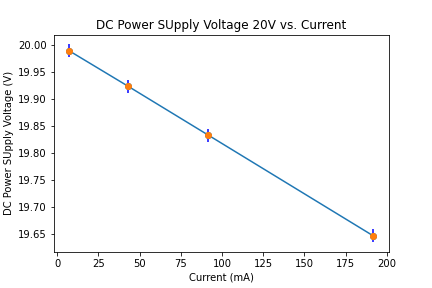 DC Power SUpply Voltage 20V vs. Current
DC Power SUpply Voltage (V)
20.00
19.95
19.90
19.85
19.80
19.75
19.70
19.65
0 25 50 75 100 125 150 175 200
Current (mA)